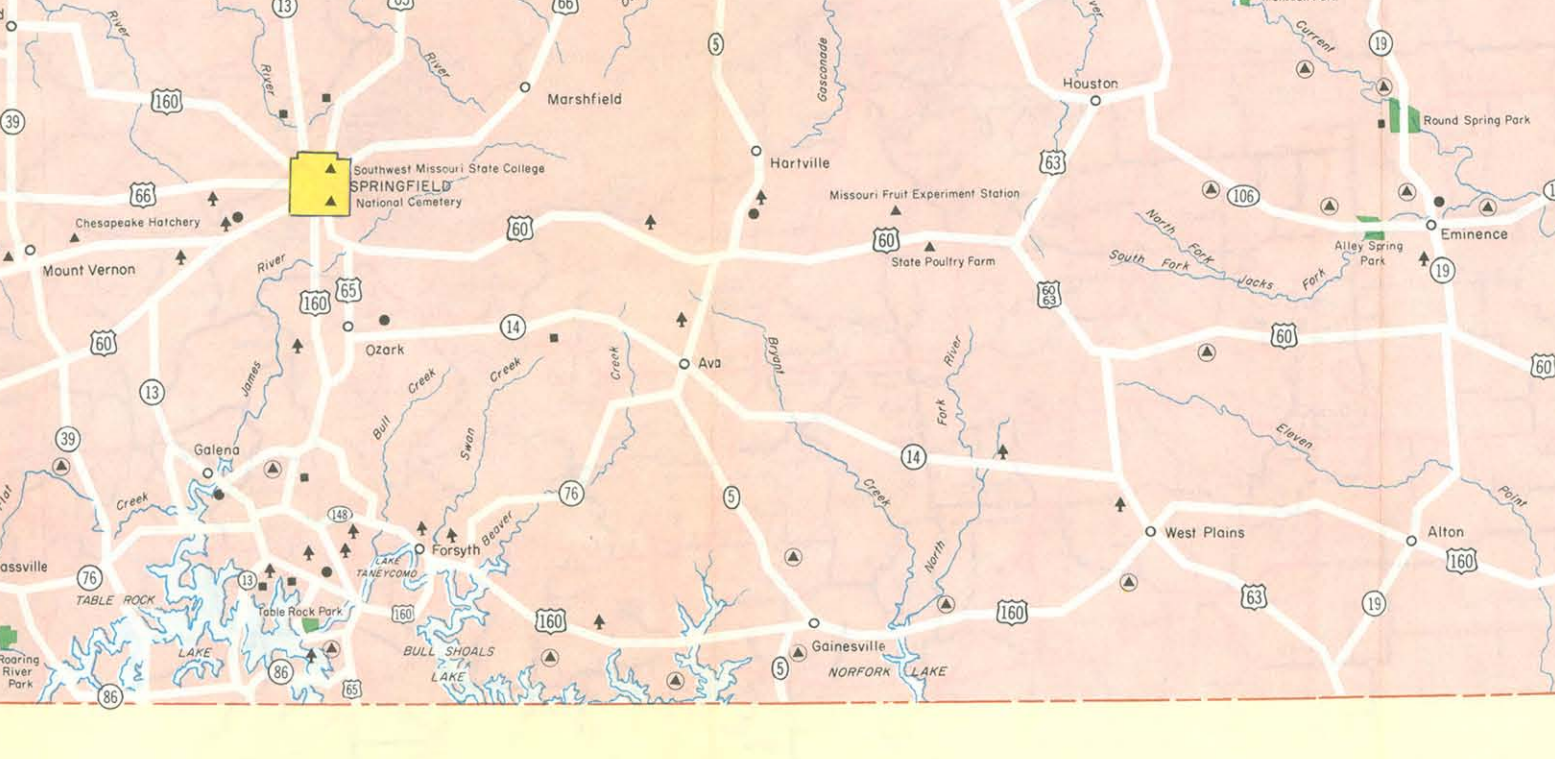 13
66
River
River
River
5
Gasconade
Current
19
Houston
160
Marshfield
39
Round Spring Park
Hartville
63
Southwest Missouri State College
SPRINGFIELD
National Cemetery
66
Missouri Fruit Experiment Station
106
Chesapeake Hatchery
60
60
State Poultry Farm
North Fork
South Fork Jacks Fork
Alley Spring
Park
Eminence
19
Mount Vernon
River
James
160
65
60
63
60
14
Ozark
60
60
13
Bull Creek
Swan Creek
Creek
Ava
Bryant
Creek
North Fork River
39
Galena
14
Eleven
Point
Creek
148
76
Beaver
5
Forsyth
LAKE
TANEYCOMO
West Plains
Alton
160
assville
76
TABLE ROCK
LAKE
13
Table Rock Park
160
160
160
63
19
Roaring
River
Park
86
86
65
BULL SHOALS
LAKE
Gainesville
5
NORFORK LAKE